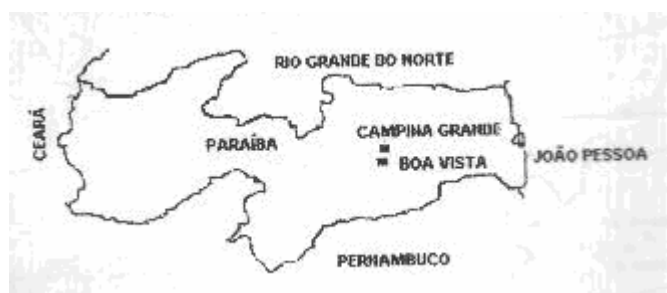 RIO GRANDE DO NORTE
CEARÁ
PARAÍBA
CAMPINA GRANDE
BOA VISTA
JOÃO PESSOA
PERNAMBUCO